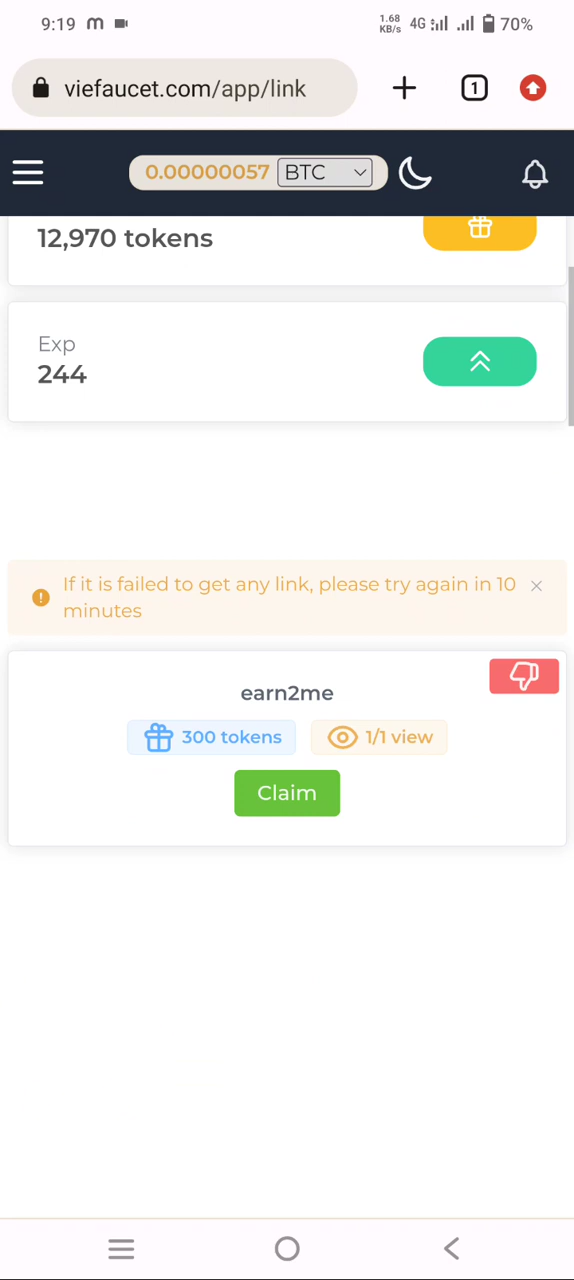 9:19 m 1.68 KB/s 4G 70%
viefaucet.com/app/link 1
0.00000057 BTC
12,970 tokens
Exp
244
If it is failed to get any link, please try again in 10
minutes
earn2me
300 tokens 1/1 view
Claim